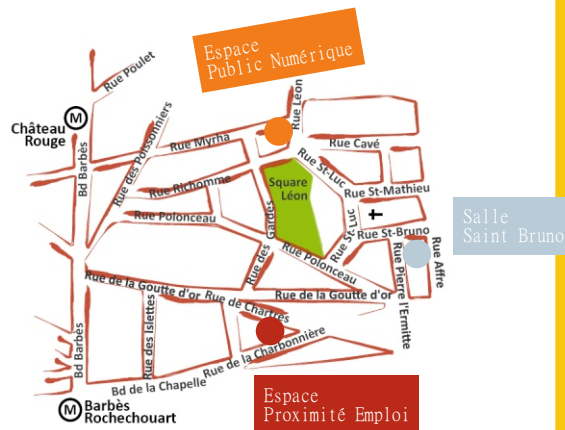 Espace
Public Numérique
Rue Poulet
M
Château
Rouge
Bd Barbès
Rue des Poissonniers
Rue Myrha
Rue Léon
Rue Cavé
Rue Richomme
Square
Léon
Rue St-Luc
Rue St-Mathieu
Rue Polonceau
Rue des Gardes
Rue Polonceau
Rue St-Luc
Rue St-Bruno
Rue Pierre l'Ermitte
Rue Affre
Salle
Saint Bruno
Rue de la Goutte d'or
Rue de Chartres
Rue de la Goutte d'or
Rue des Islettes
Bd Barbès
Rue de la Charbonnière
Bd de la Chapelle
M
Barbès
Rochechouart
Espace
Proximité Emploi